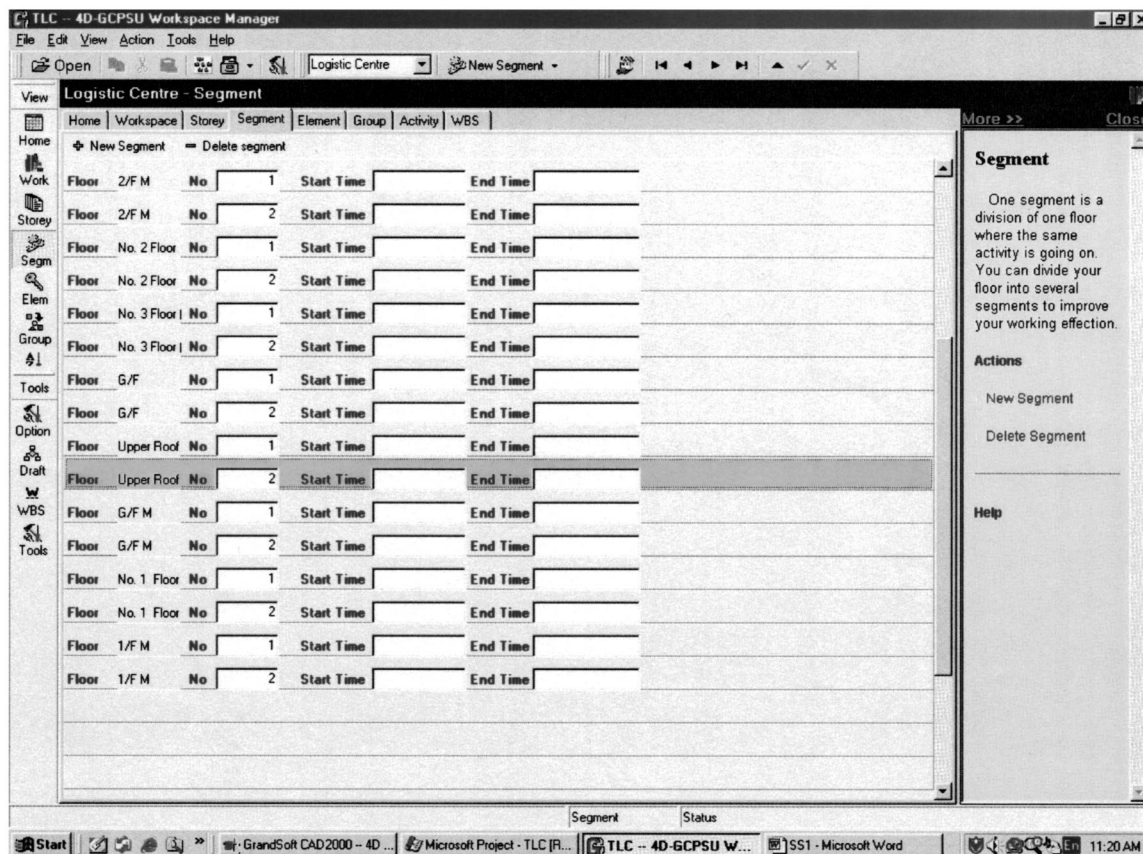 TLC -- 4D-GCPSU Workspace Manager
File Edit View Action Tools Help
Open Logistic Centre New Segment
View Logistic Centre - Segment
Home Workspace Storey Segment Element Group Activity WBS More >> Close
New Segment Delete segment
Home
Work
Storey
Segm
Elem
Group
Tools
Option
Draft
WBS
Tools
Floor 2/F M No 1 Start Time End Time
Floor 2/F M No 2 Start Time End Time
Floor No. 2 Floor No 1 Start Time End Time
Floor No. 2 Floor No 2 Start Time End Time
Floor No. 3 Floor No 1 Start Time End Time
Floor No. 3 Floor No 2 Start Time End Time
Floor G/F No 1 Start Time End Time
Floor G/F No 2 Start Time End Time
Floor Upper Roof No 1 Start Time End Time
Floor Upper Roof No 2 Start Time End Time
Floor G/F M No 1 Start Time End Time
Floor G/F M No 2 Start Time End Time
Floor No. 1 Floor No 1 Start Time End Time
Floor No. 1 Floor No 2 Start Time End Time
Floor 1/F M No 1 Start Time End Time
Floor 1/F M No 2 Start Time End Time
Segment
One segment is a
division of one floor
where the same
activity is going on.
You can divide your
floor into several
segments to improve
your working effection.
Actions
New Segment
Delete Segment
Help
Segment Status
Start » GrandSoft CAD2000 -- 4D ... Microsoft Project - TLC [R... TLC -- 4D-GCPSU W... SS1 - Microsoft Word En 11:20 AM